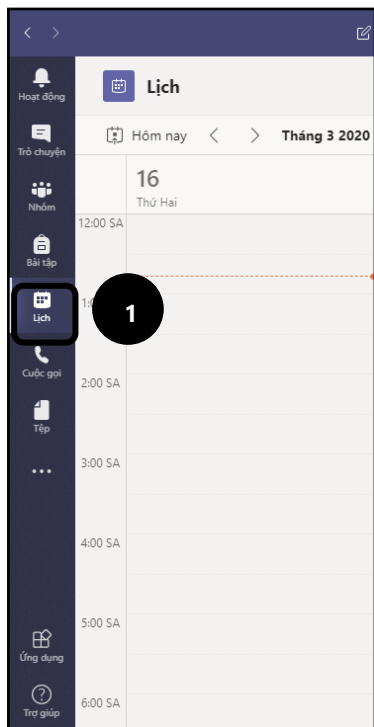 Lịch
Hôm nay
Tháng 3 2020
Hoạt động
Trò chuyện
Nhóm
Bài tập
Lịch
Cuộc gọi
Tệp
Ứng dụng
Trợ giúp
16
Thứ Hai
12:00 SA
1
2:00 SA
3:00 SA
4:00 SA
5:00 SA
6:00 SA